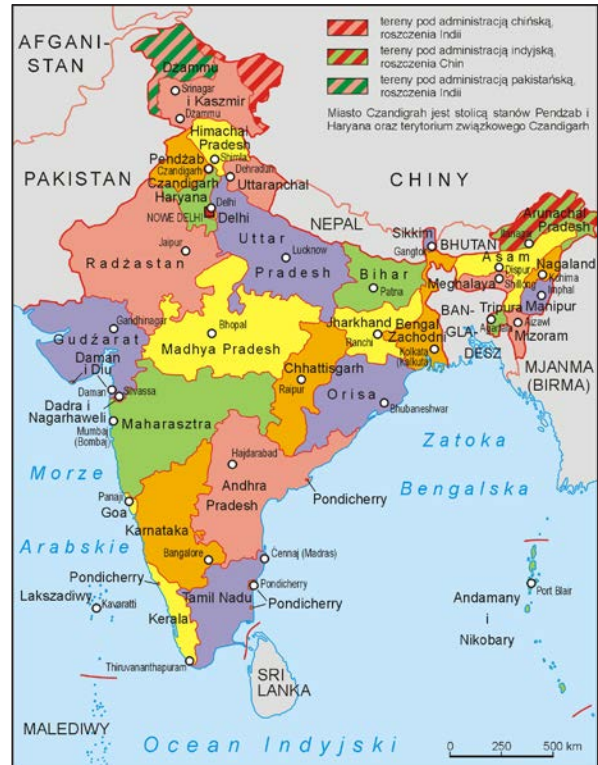 AFGANI-
STAN
tereny pod administracją chińską,
roszczenia Indii
tereny pod administracją indyjską,
roszczenia Chin
tereny pod administracją pakistańską,
roszczenia Indii
Miasto Czandigrah jest stolicą stanów Pendżab i
Haryana oraz terytorium związkowego Czandigarh
Dżammu
Srinagar
i Kaszmir
Dżammu
Himachal
Pradesh
Shimla
Pendżab
Czandigarh
Czandigarh
Dehradun
Uttaranchal
Haryana
PAKISTAN
CHINY
Delhi
NOWE DELHI
Delhi
NEPAL
Arunachal
Pradesh
Itanagar
Sikkim
Gangtok
BHUTAN
Jaipur
Radżastan
Uttar
Pradesh
Lucknow
Asam
Dispur
Nagaland
Kohima
Bihar
Patna
Meghalaya
Shillong
Imphal
Manipur
BAN-
GLA-
DESZ
Tripura
Agartala
Aizawl
Mizoram
Gandhinagar
Gudżarat
Bhopal
Madhya Pradesh
Jharkhand
Ranchi
Bengal
Zachodni
Kolkata
(Kalkuta)
MJANMA
(BIRMA)
Daman
i Diu
Daman
Silvassa
Dadra i
Nagarhaweli
Chhattisgarh
Raipur
Orisa
Bhubaneshwar
Mumbaj
(Bombaj)
Maharasztra
Zatoka
Bengalska
Morze
Arabskie
Hajdarabad
Andhra
Pradesh
Pondicherry
Panaji
Goa
Karnataka
Bangalore
Ćennaj (Madras)
Pondicherry
Lakszadiwy
Kavaratti
Pondicherry
Tamil Nadu
Pondicherry
Kerala
Port Blair
Andamany
i
Nikobary
Thiruvananthapuram
SRI
LANKA
MALEDIWY
Ocean Indyjski
0 250 500 km